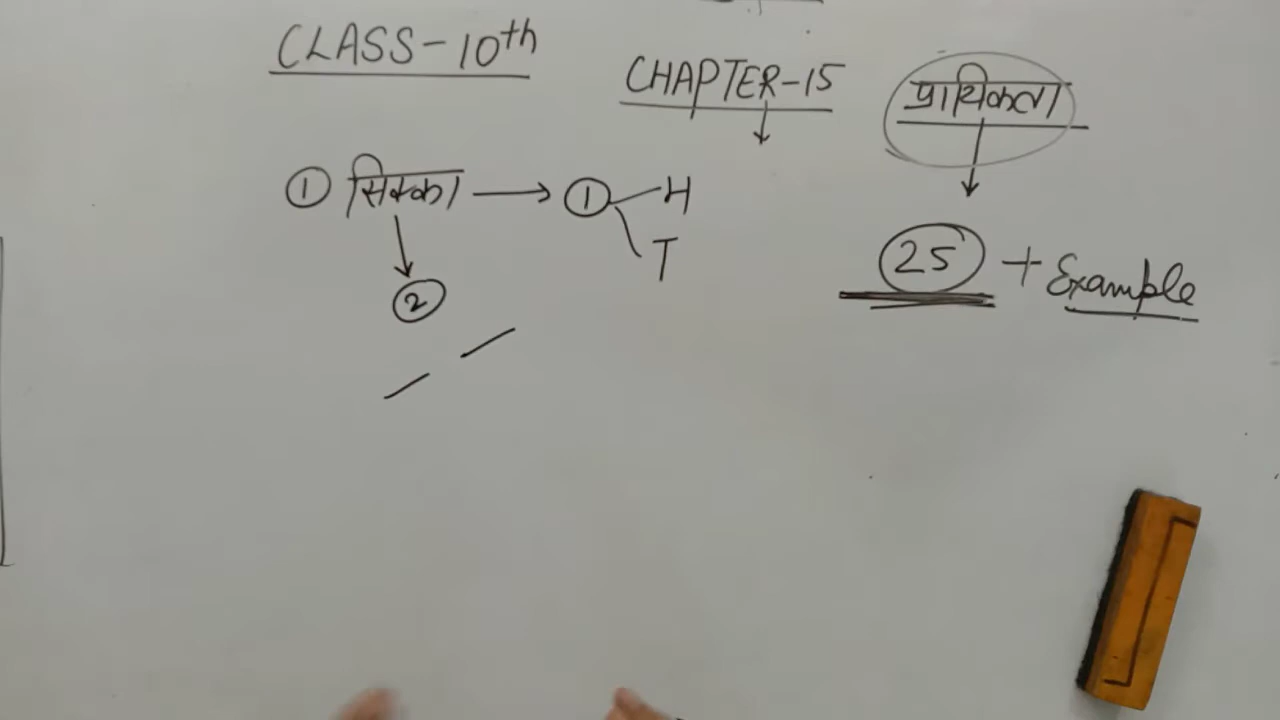 CLASS-10th
CHAPTER-15 प्रायिकता
① सिक्का → ① H
T
②
25 + Example